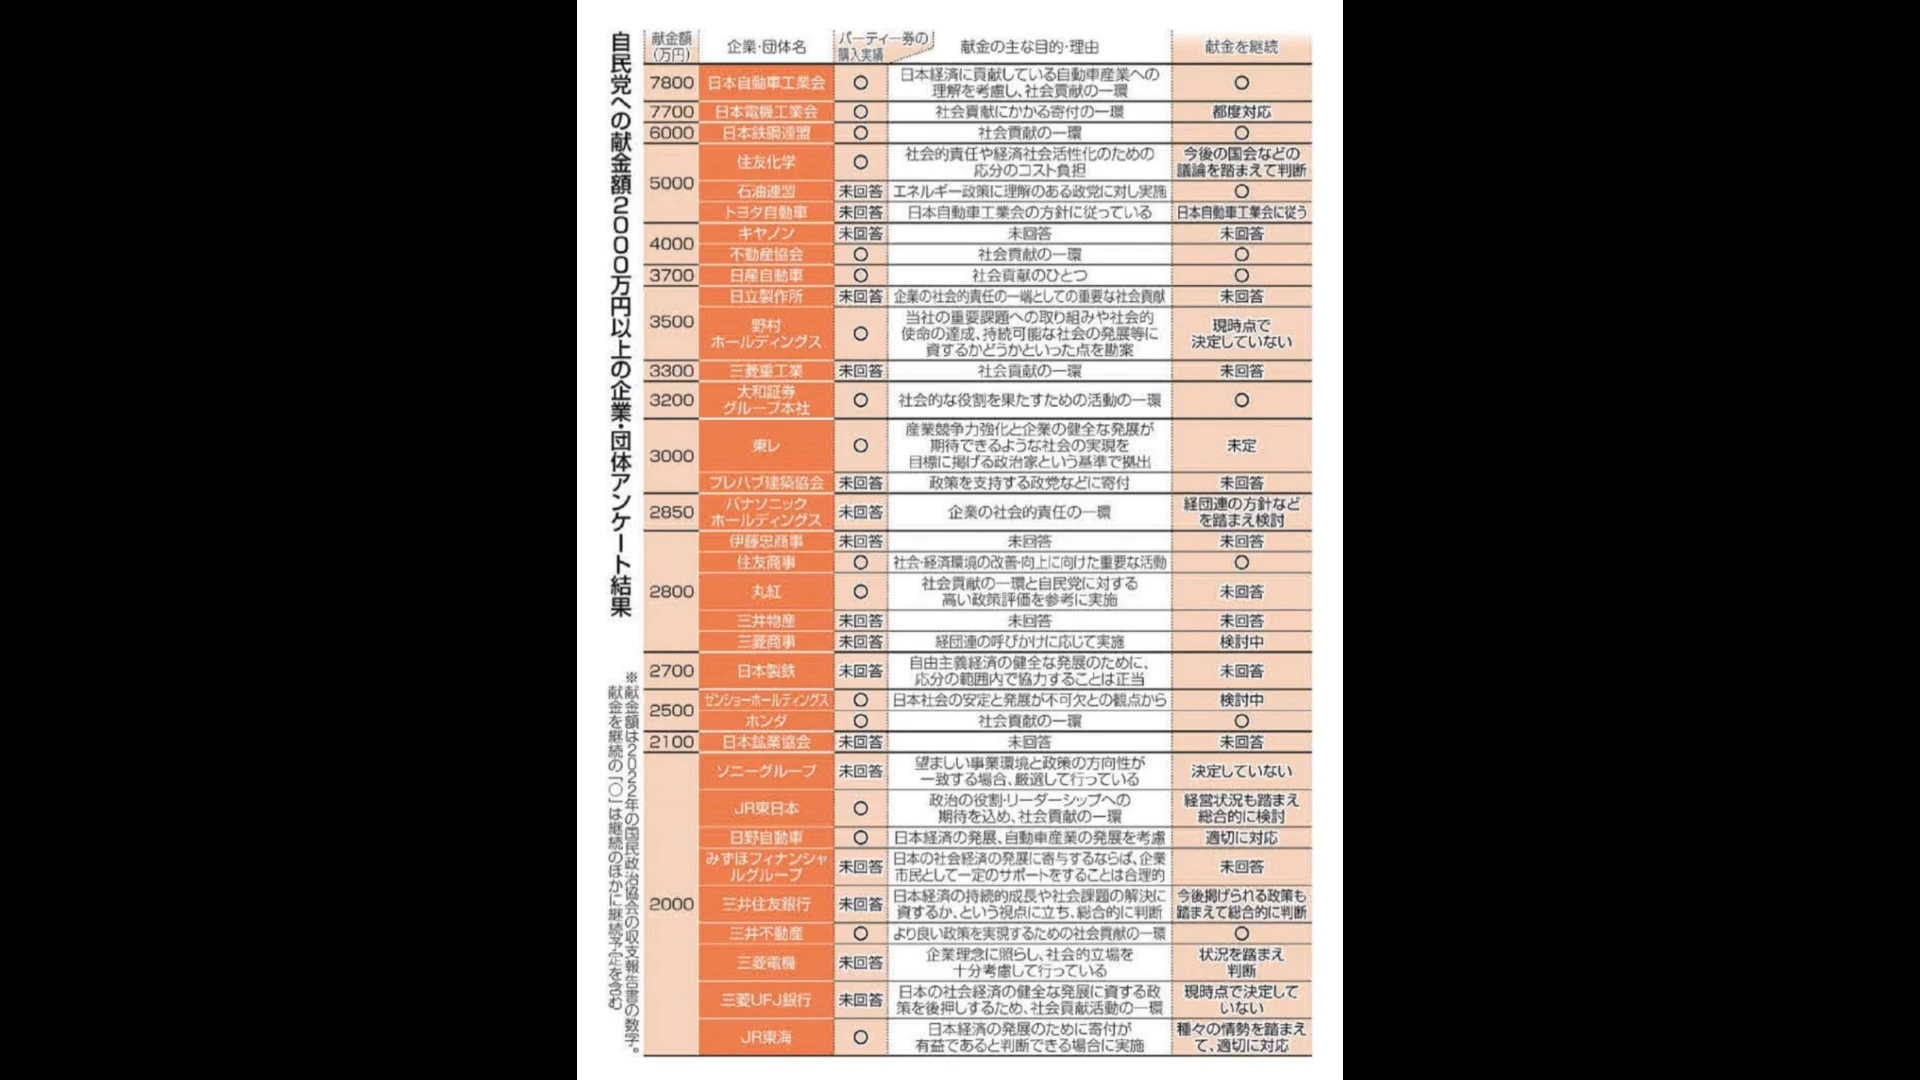 自民党への献金額2000万円以上の企業・団体アンケート結果
献金額
(万円)
企業・団体名
パーティー券の
購入実績
献金の主な目的・理由
献金を継続
7800
日本自動車工業会
○
日本経済に貢献している自動車産業への
理解を考慮し、社会貢献の一環
○
7700
日本電機工業会
○
社会貢献にかかる寄付の一環
都度対応
6000
日本鉄鋼連盟
○
社会貢献の一環
○
5000
住友化学
○
社会的責任や経済社会活性化のための
応分のコスト負担
今後の国会などの
議論を踏まえて判断
石油連盟
未回答
エネルギー政策に理解のある政党に対し実施
○
トヨタ自動車
未回答
日本自動車工業会の方針に従っている
日本自動車工業会に従う
4000
キヤノン
未回答
未回答
未回答
不動産協会
○
社会貢献の一環
○
3700
日産自動車
○
社会貢献のひとつ
○
3500
日立製作所
未回答
企業の社会的責任の一端としての重要な社会貢献
未回答
野村
ホールディングス
○
当社の重要課題への取り組みや社会的
使命の達成、持続可能な社会の発展等に
資するかどうかといった点を勘案
現時点で
決定していない
3300
三菱重工業
未回答
社会貢献の一環
未回答
3200
大和証券
グループ本社
○
社会的な役割を果たすための活動の一環
○
3000
東レ
○
産業競争力強化と企業の健全な発展が
期待できるような社会の実現を
目標に掲げる政治家という基準で拠出
未定
プレハブ建築協会
未回答
政策を支持する政党などに寄付
未回答
2850
パナソニック
ホールディングス
未回答
企業の社会的責任の一環
経団連の方針など
を踏まえ検討
2800
伊藤忠商事
未回答
未回答
未回答
住友商事
○
社会・経済環境の改善・向上に向けた重要な活動
○
丸紅
○
社会貢献の一環と自民党に対する
高い政策評価を参考に実施
未回答
三井物産
未回答
未回答
未回答
三菱商事
未回答
経団連の呼びかけに応じて実施
検討中
2700
日本製鉄
未回答
自由主義経済の健全な発展のために、
応分の範囲内で協力することは正当
未回答
2500
ゼンショーホールディングス
○
日本社会の安定と発展が不可欠との観点から
検討中
ホンダ
○
社会貢献の一環
○
2100
日本鉱業協会
未回答
未回答
未回答
2000
ソニーグループ
未回答
望ましい事業環境と政策の方向性が
一致する場合、厳選して行っている
決定していない
JR東日本
○
政治の役割・リーダーシップへの
期待を込め、社会貢献の一環
経営状況も踏まえ
総合的に検討
日野自動車
○
日本経済の発展、自動車産業の発展を考慮
適切に対応
みずほフィナンシャ
ルグループ
未回答
日本の社会経済の発展に寄与するならば、企業
市民として一定のサポートをすることは合理的
未回答
三井住友銀行
未回答
日本経済の持続的成長や社会課題の解決に
資するか、という視点に立ち、総合的に判断
今後掲げられる政策も
踏まえて総合的に判断
三井不動産
○
より良い政策を実現するための社会貢献の一環
○
三菱電機
未回答
企業理念に照らし、社会的立場を
十分考慮して行っている
状況を踏まえ
判断
三菱UFJ銀行
未回答
日本の社会経済の健全な発展に資する政
策を後押しするため、社会貢献活動の一環
現時点で決定して
いない
JR東海
○
日本経済の発展のために寄付が
有益であると判断できる場合に実施
種々の情勢を踏まえ
て、適切に対応
※献金額は2022年の国民政治協会の収支報告書の数字。
献金を継続の「○」は継続のほかに継続予定を含む